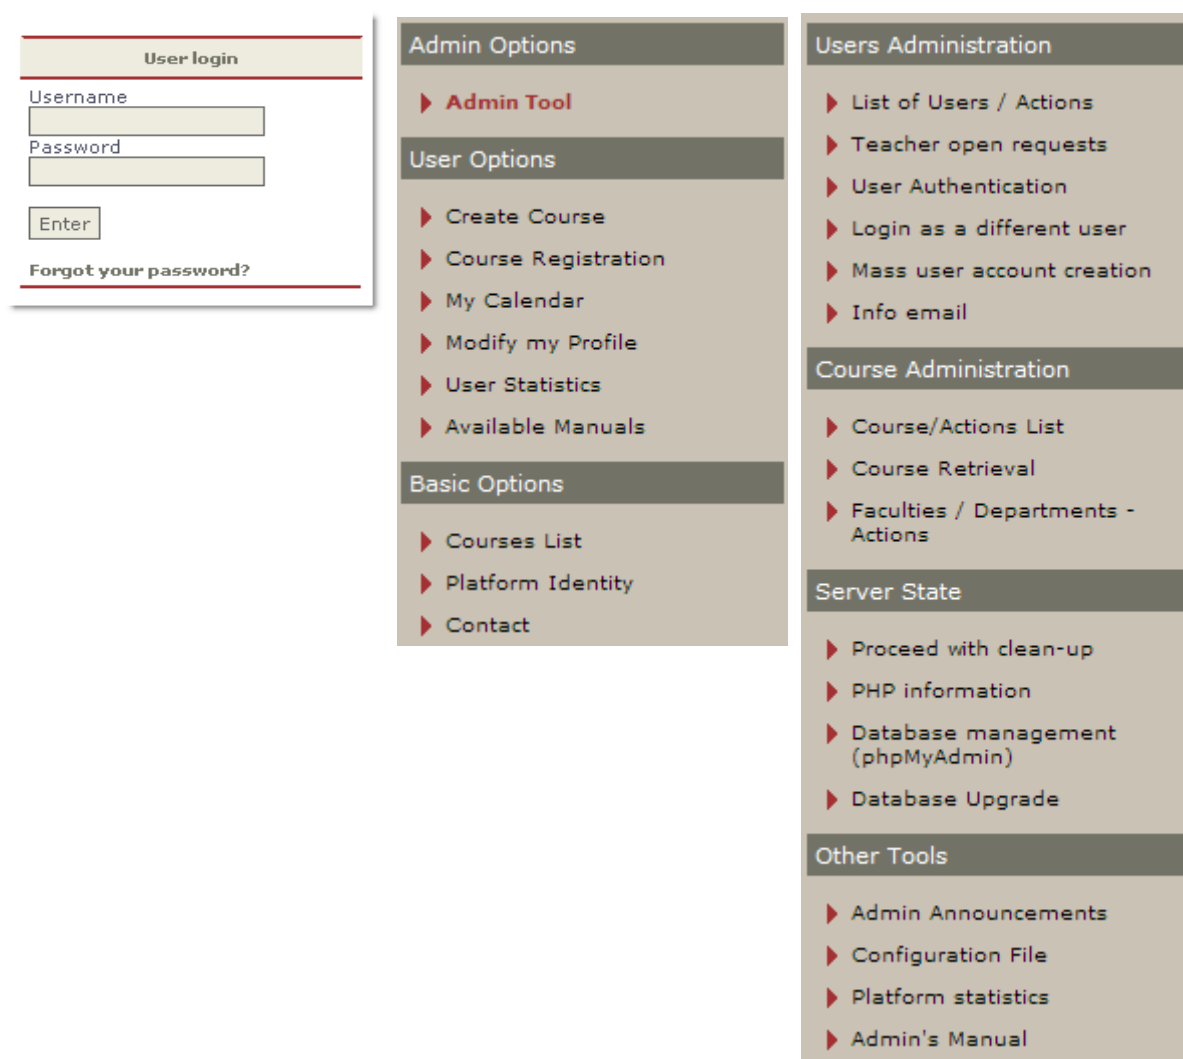 User login
Username
Password
Enter
Forgot your password?
Admin Options
Admin Tool
User Options
Create Course
Course Registration
My Calendar
Modify my Profile
User Statistics
Available Manuals
Basic Options
Courses List
Platform Identity
Contact
Users Administration
List of Users / Actions
Teacher open requests
User Authentication
Login as a different user
Mass user account creation
Info email
Course Administration
Course/Actions List
Course Retrieval
Faculties / Departments -
Actions
Server State
Proceed with clean-up
PHP information
Database management
(phpMyAdmin)
Database Upgrade
Other Tools
Admin Announcements
Configuration File
Platform statistics
Admin's Manual